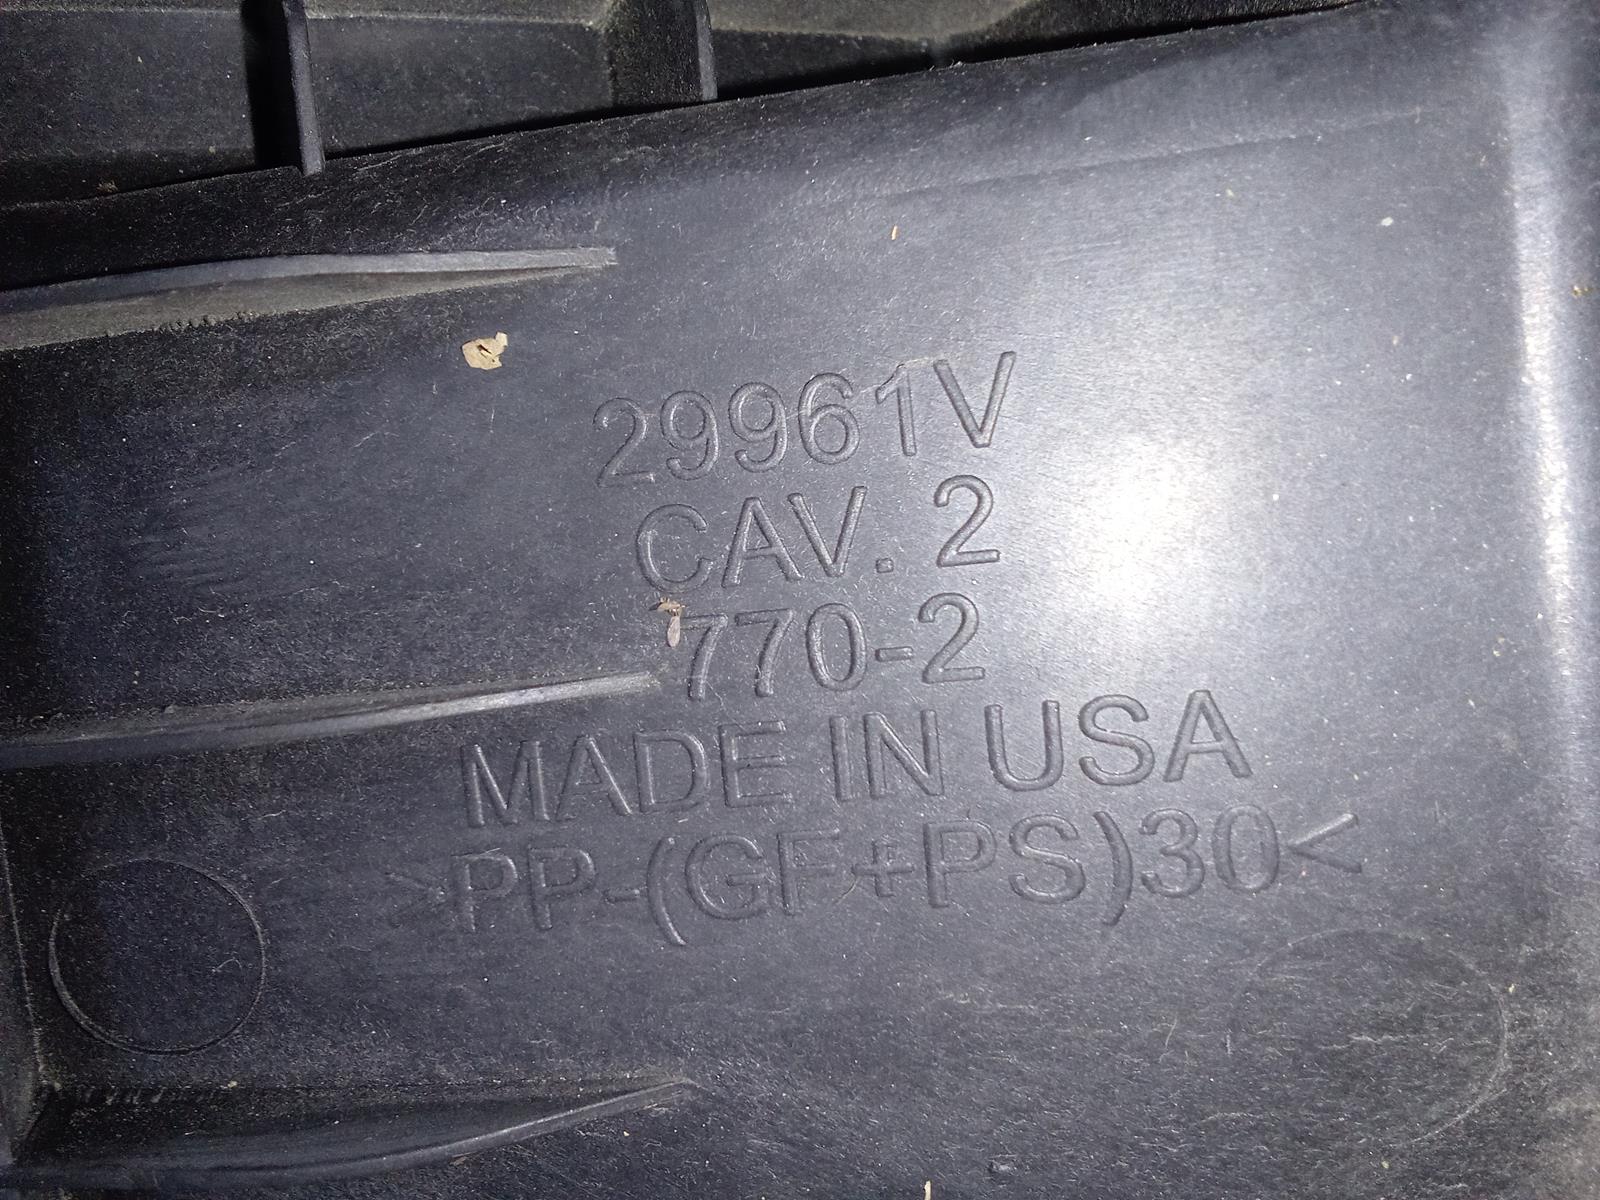 29961V
CAV. 2
770-2
MADE IN USA
>PP-(GF+PS)30<